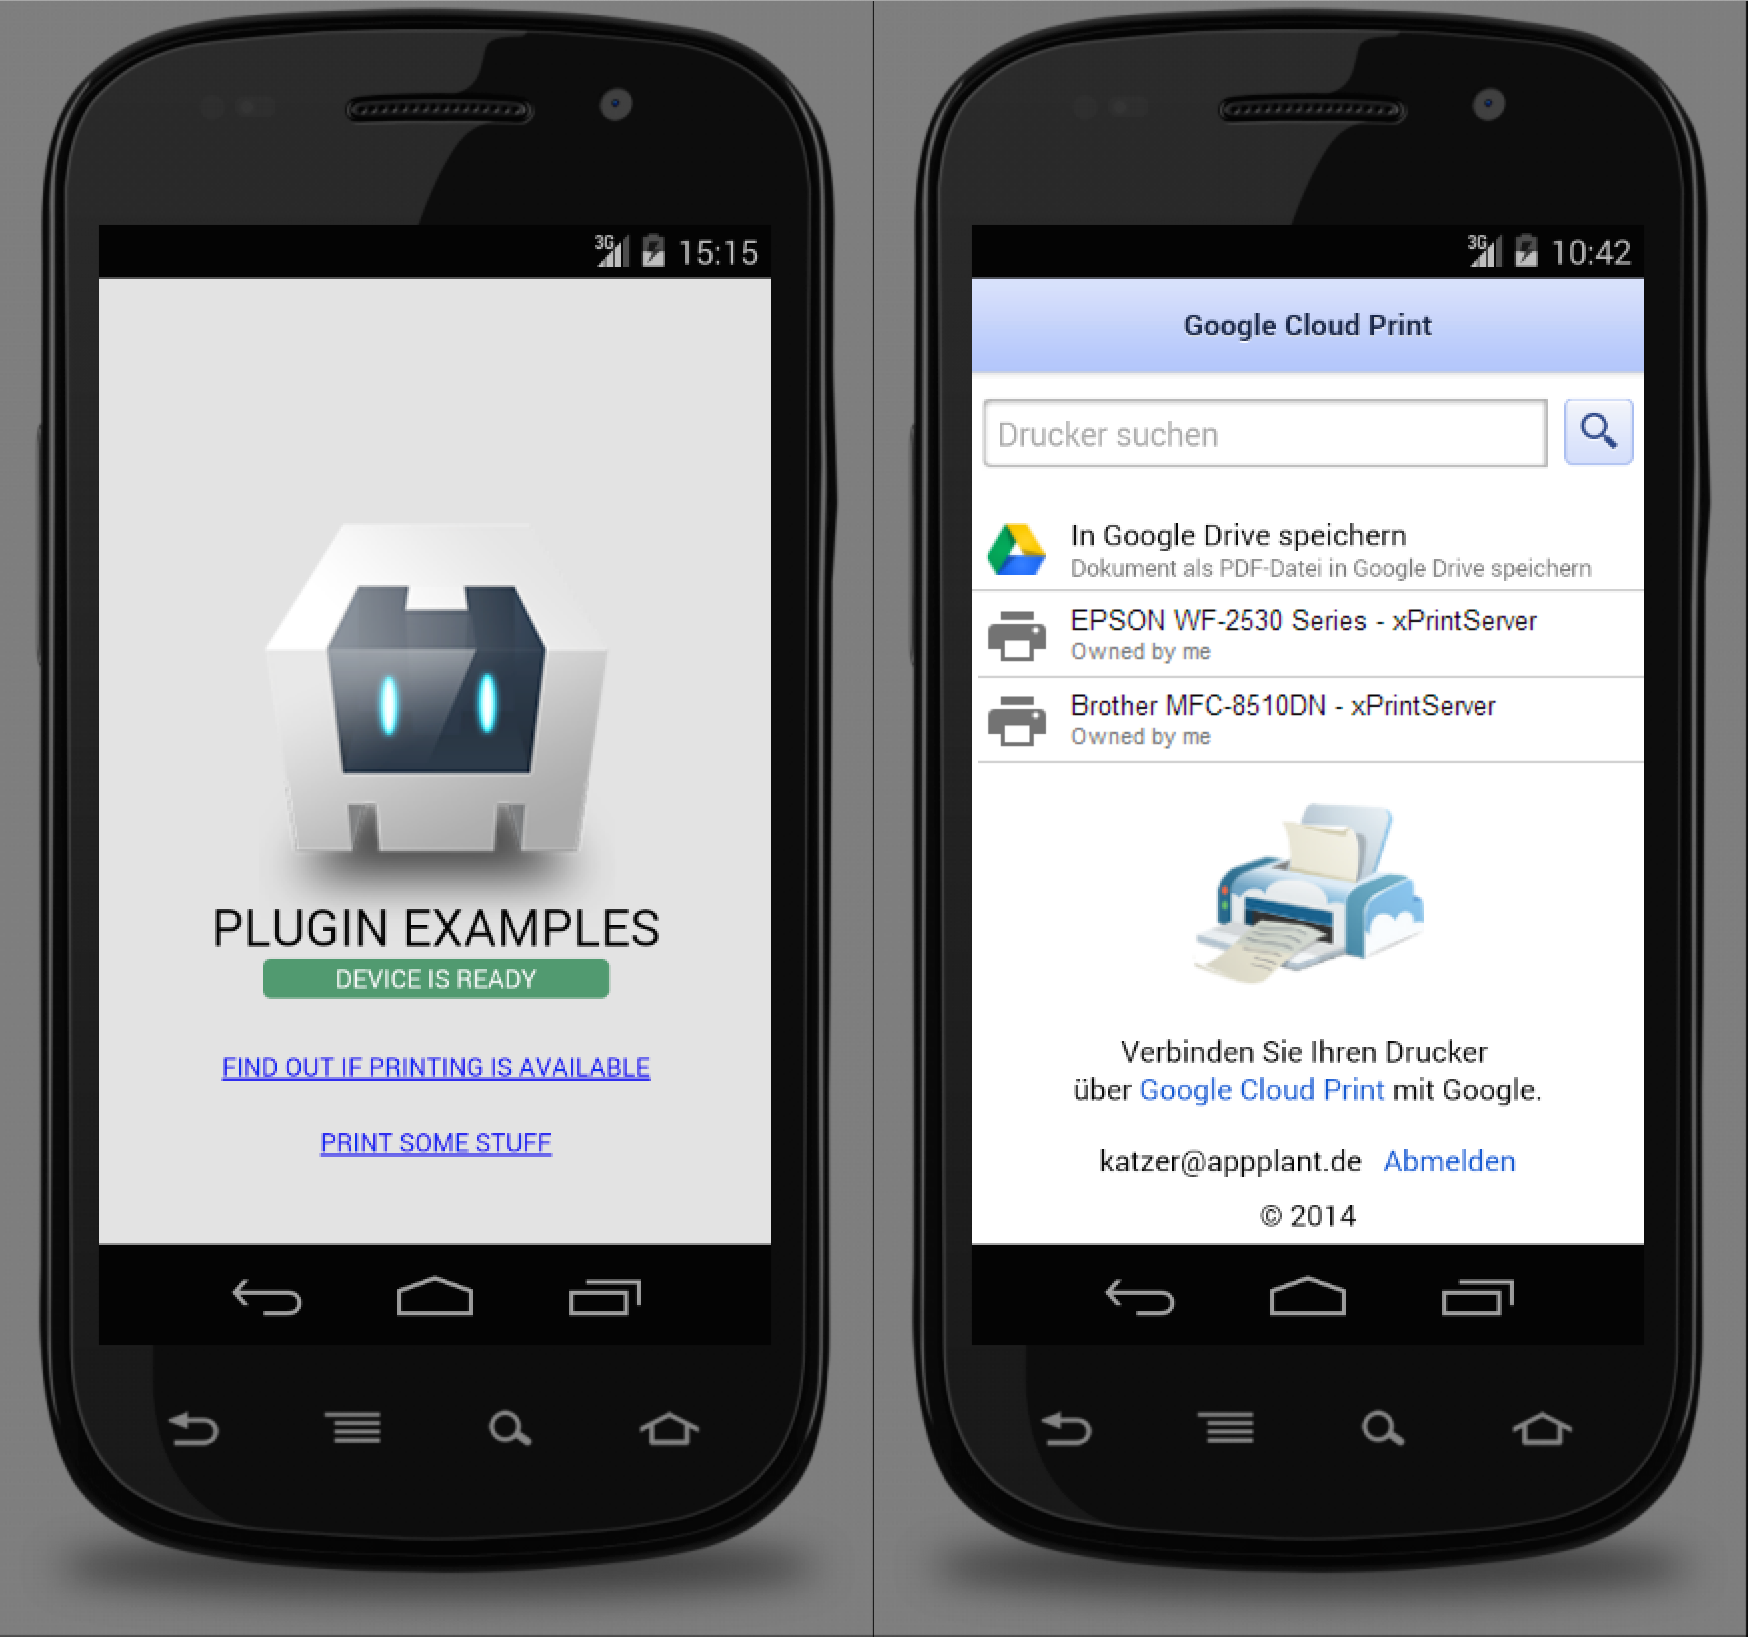 3G 15:15
PLUGIN EXAMPLES
DEVICE IS READY
FIND OUT IF PRINTING IS AVAILABLE
PRINT SOME STUFF
3G 10:42
Google Cloud Print
Drucker suchen
In Google Drive speichern
Dokument als PDF-Datei in Google Drive speichern
EPSON WF-2530 Series - xPrintServer
Owned by me
Brother MFC-8510DN - xPrintServer
Owned by me
Verbinden Sie Ihren Drucker
über Google Cloud Print mit Google.
katzer@appplant.de Abmelden
© 2014